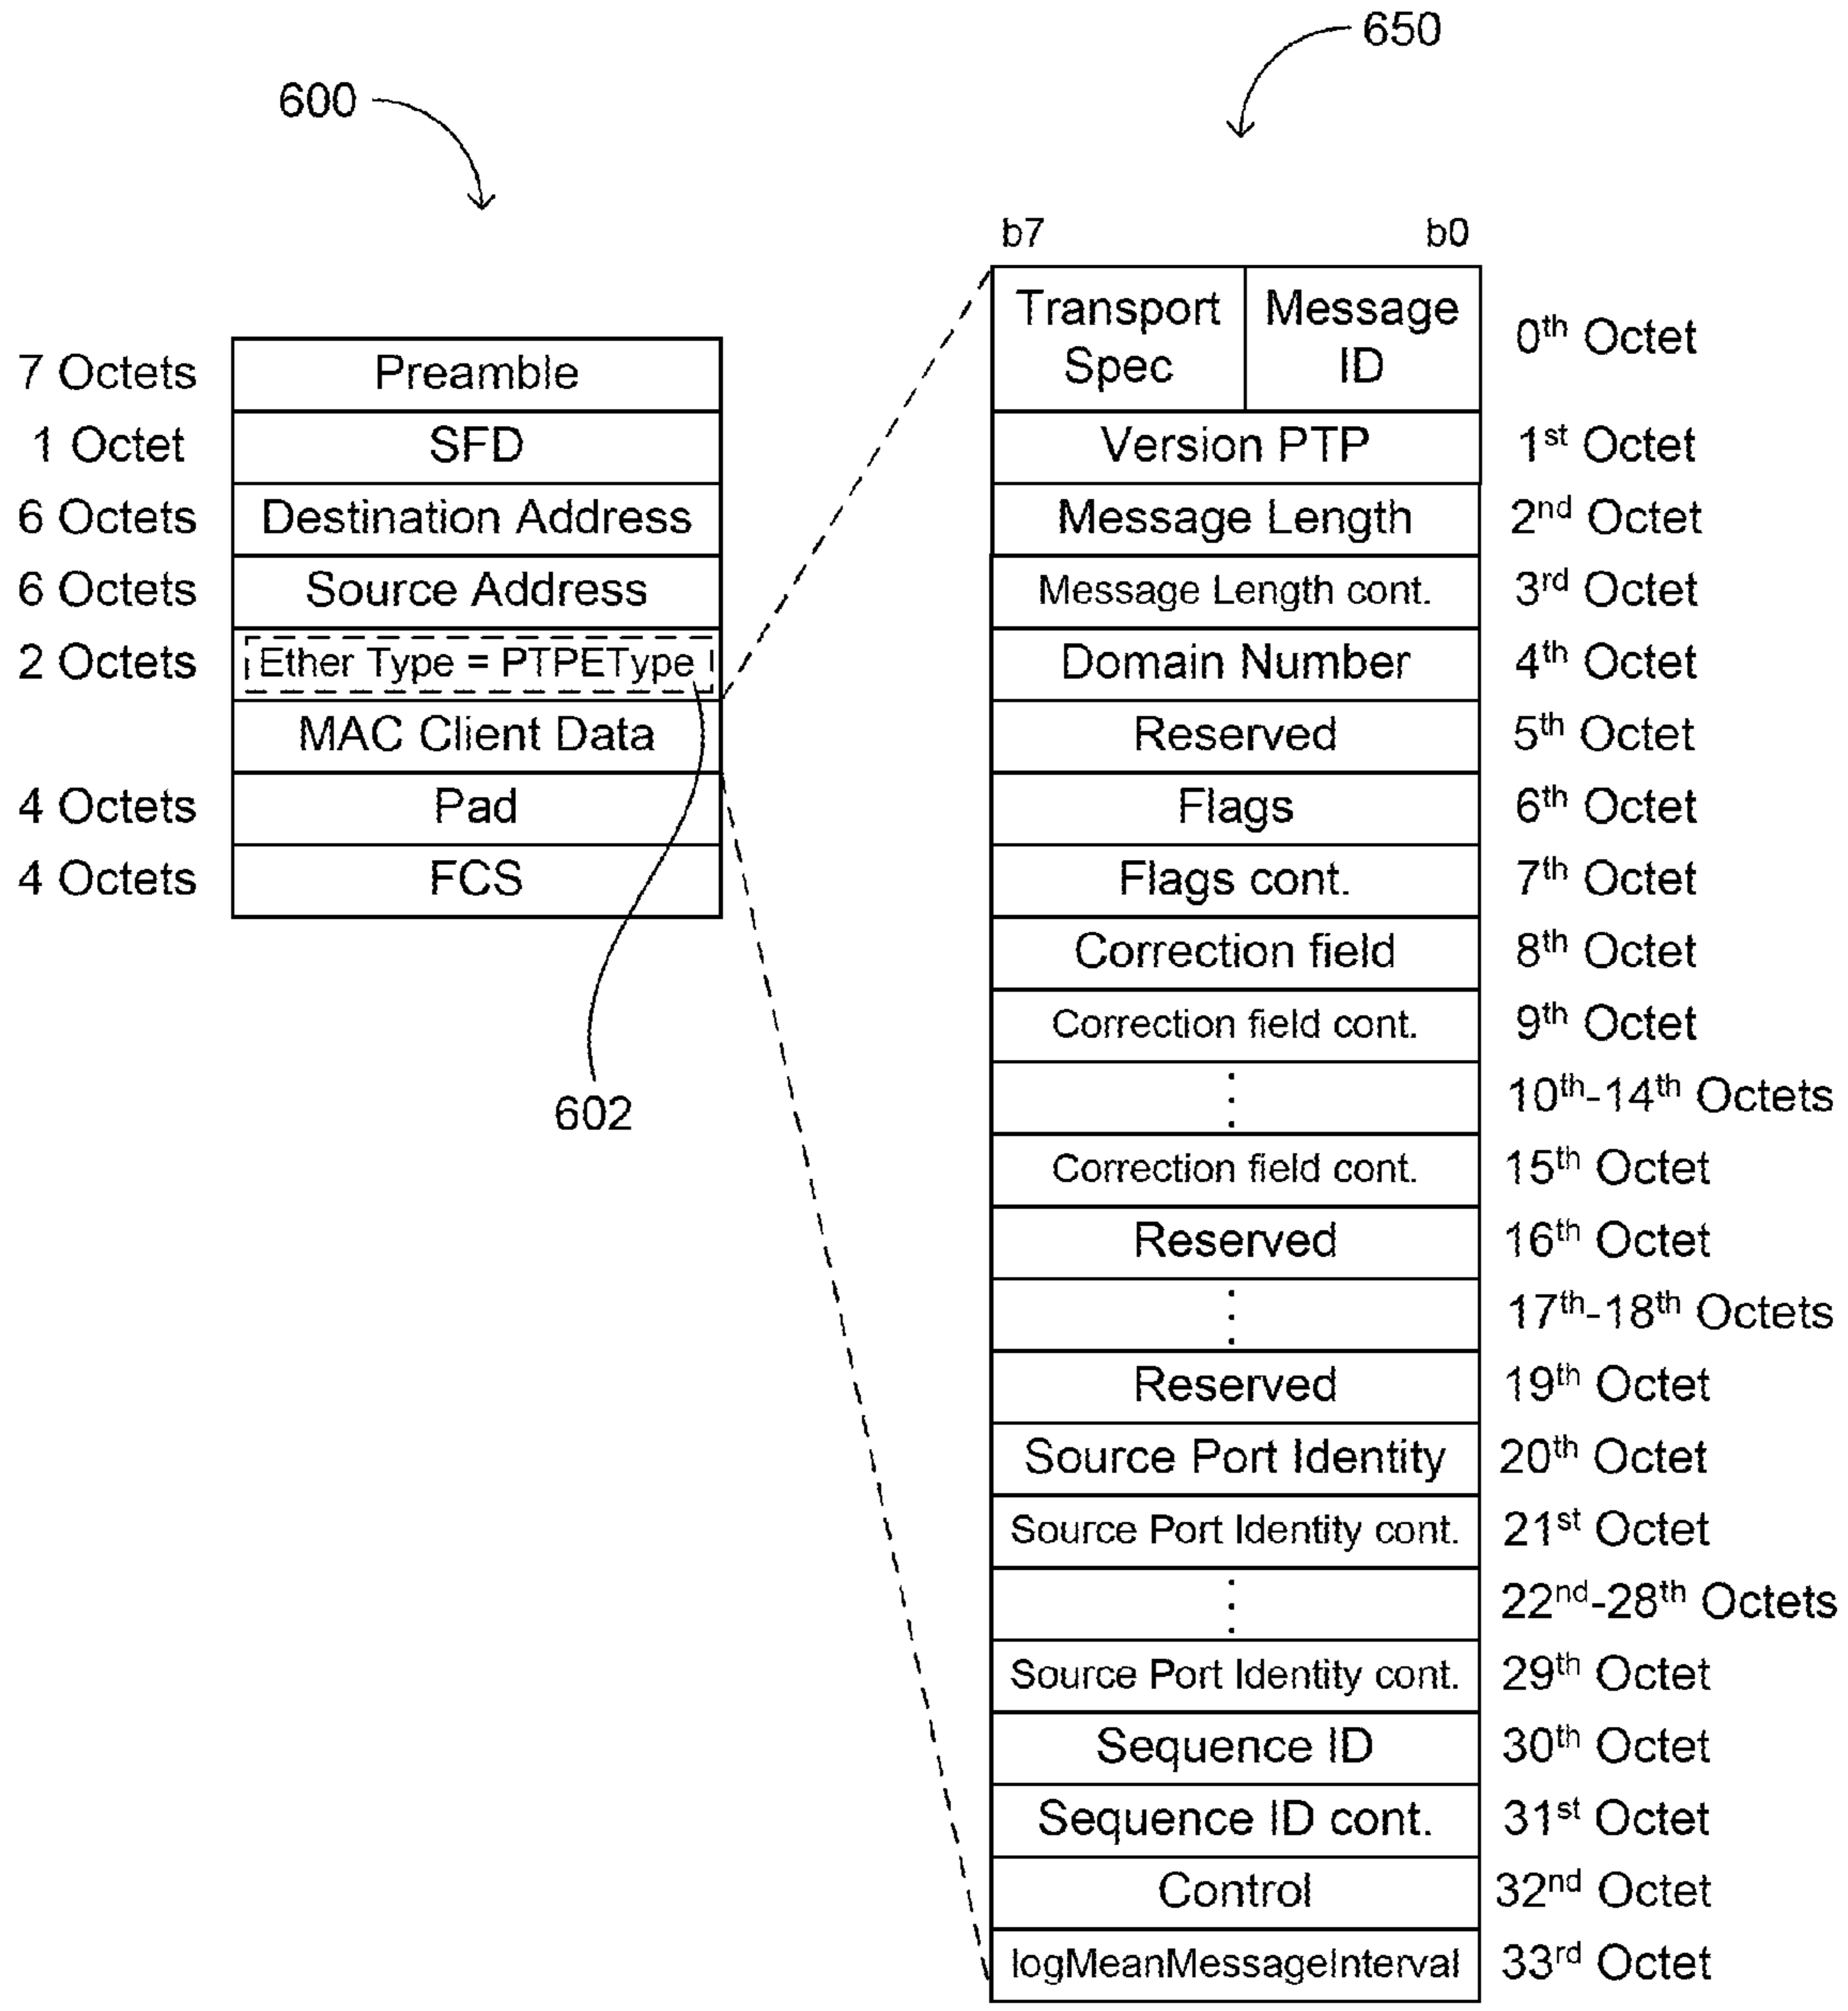 650
600
b7 b0
Transport Spec Message ID 0th Octet
7 Octets Preamble
1 Octet SFD
6 Octets Destination Address
6 Octets Source Address
2 Octets Ether Type = PTPEType
MAC Client Data
4 Octets Pad
4 Octets FCS
602
Version PTP 1st Octet
Message Length 2nd Octet
Message Length cont. 3rd Octet
Domain Number 4th Octet
Reserved 5th Octet
Flags 6th Octet
Flags cont. 7th Octet
Correction field 8th Octet
Correction field cont. 9th Octet
⋮ 10th-14th Octets
Correction field cont. 15th Octet
Reserved 16th Octet
⋮ 17th-18th Octets
Reserved 19th Octet
Source Port Identity 20th Octet
Source Port Identity cont. 21st Octet
⋮ 22nd-28th Octets
Source Port Identity cont. 29th Octet
Sequence ID 30th Octet
Sequence ID cont. 31st Octet
Control 32nd Octet
logMeanMessageInterval 33rd Octet